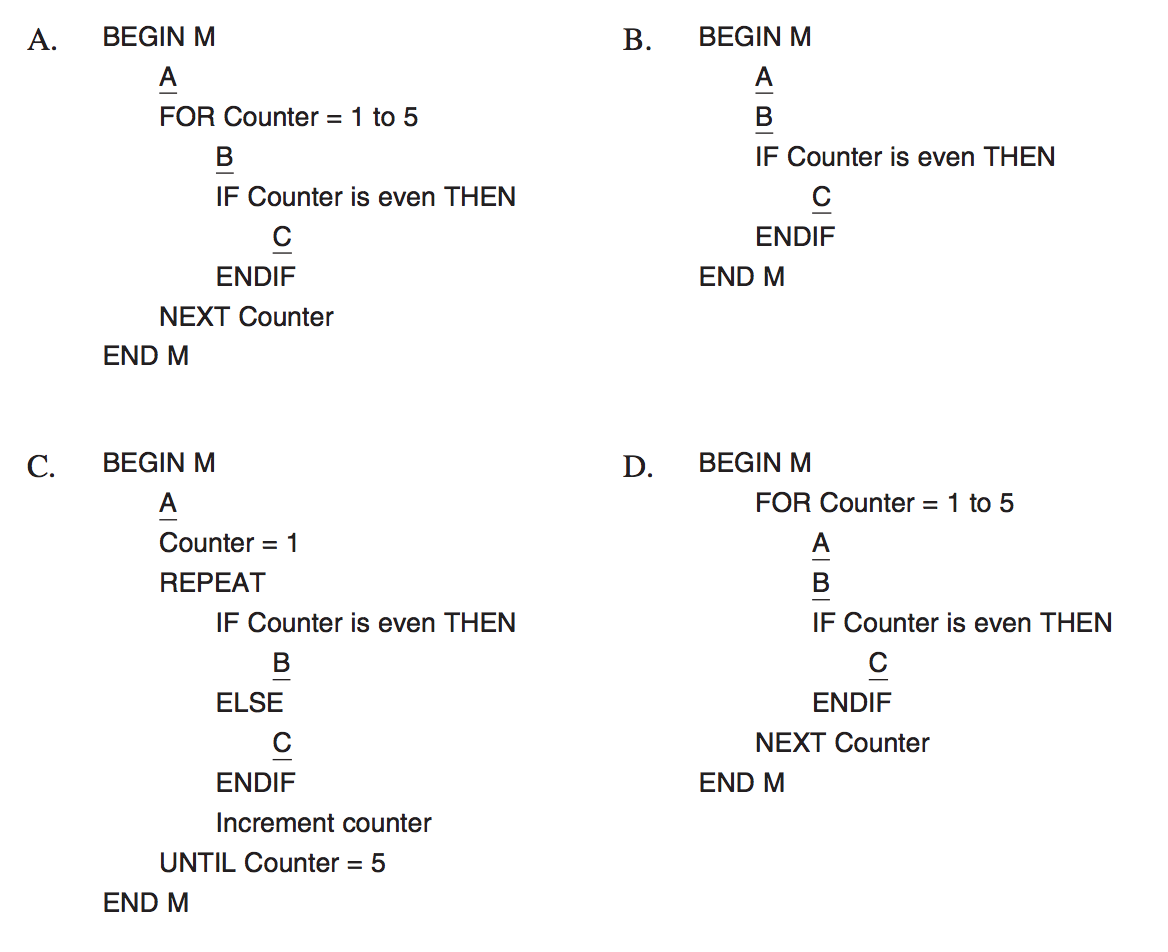 A. BEGIN M
A
FOR Counter = 1 to 5
B
IF Counter is even THEN
C
ENDIF
NEXT Counter
END M
B. BEGIN M
A
B
IF Counter is even THEN
C
ENDIF
END M
C. BEGIN M
A
Counter = 1
REPEAT
IF Counter is even THEN
B
ELSE
C
ENDIF
Increment counter
UNTIL Counter = 5
END M
D. BEGIN M
FOR Counter = 1 to 5
A
B
IF Counter is even THEN
C
ENDIF
NEXT Counter
END M